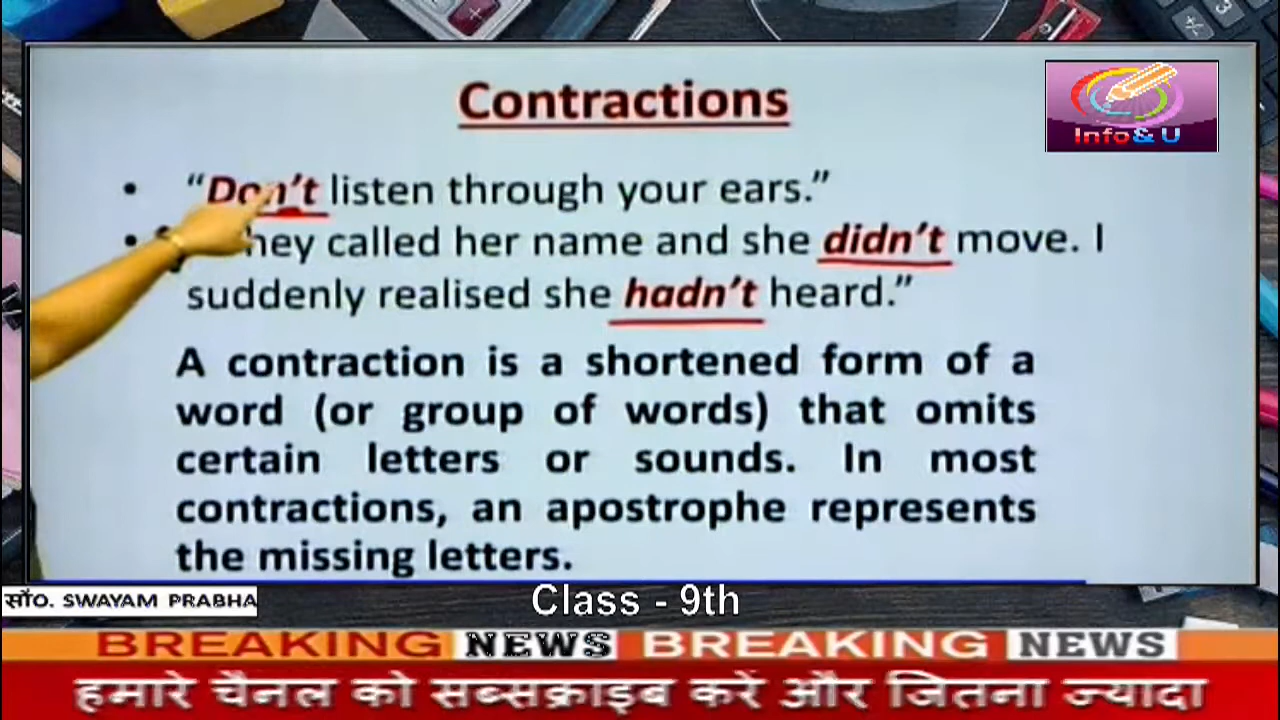 Contractions
Info & U
• “Don’t listen through your ears.”
• hey called her name and she didn’t move. I
suddenly realised she hadn’t heard.”
A contraction is a shortened form of a
word (or group of words) that omits
certain letters or sounds. In most
contractions, an apostrophe represents
the missing letters.
सौO. SWAYAM PRABHA
Class - 9th
BREAKING NEWS BREAKING NEWS
हमारे चैनल को सब्सक्राइब करें और जितना ज्यादा